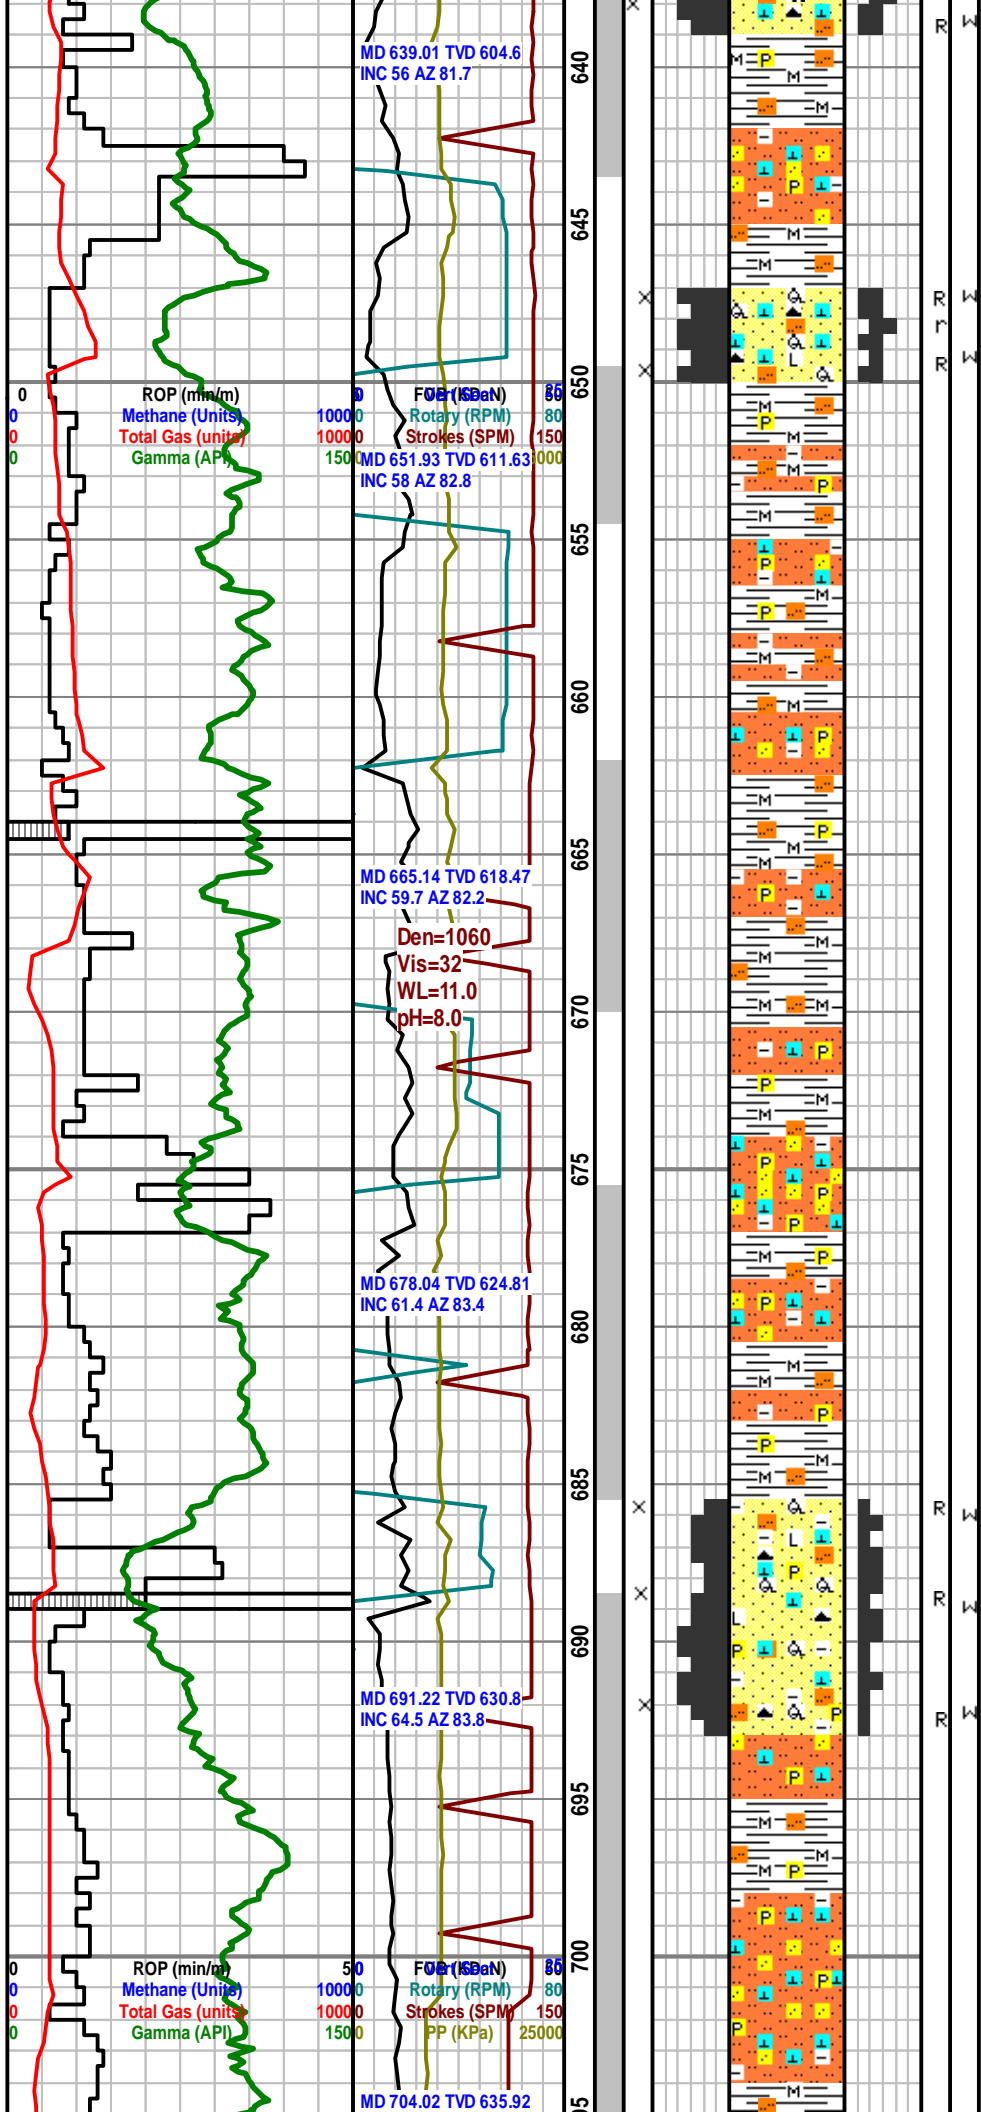 MD 639.01 TVD 604.6
INC 56 AZ 81.7
640
645
650
0 ROP (min/m)
0 Methane (Units) 1000
0 Total Gas (units) 1000
0 Gamma (API) 150
0 Rotary (RPM) 80
Strokes (SPM) 150
MD 651.93 TVD 611.63
INC 58 AZ 82.8
655
660
665
MD 665.14 TVD 618.47
INC 59.7 AZ 82.2
Den=1060
Vis=32
WL=11.0
pH=8.0
670
675
MD 678.04 TVD 624.81
INC 61.4 AZ 83.4
680
685
690
MD 691.22 TVD 630.8
INC 64.5 AZ 83.8
695
700
0 ROP (min/m) 50
0 Methane (Units) 1000
0 Total Gas (units) 1000
0 Gamma (API) 150
0 Rotary (RPM) 80
0 Strokes (SPM) 150
0 PP (KPa) 25000
MD 704.02 TVD 635.92